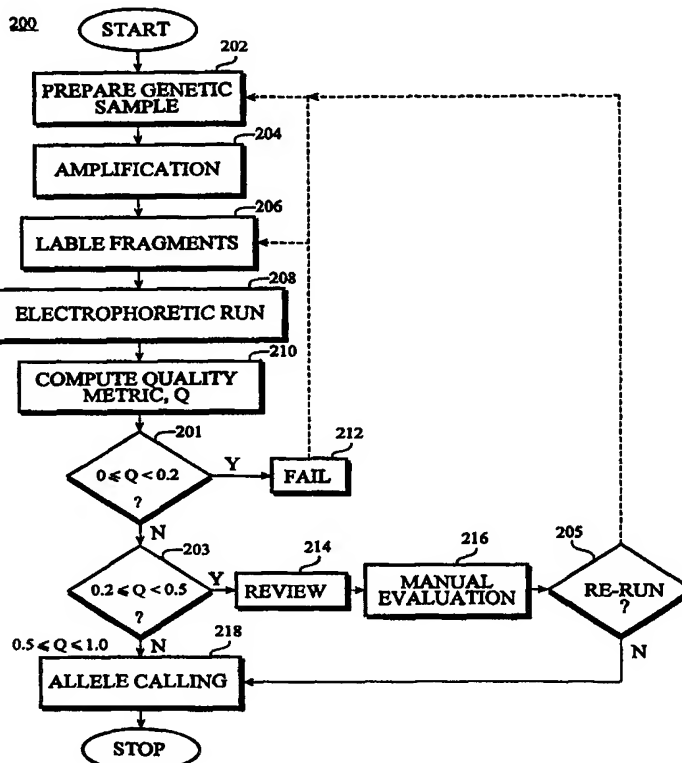 200
START
202
PREPARE GENETIC
SAMPLE
204
AMPLIFICATION
206
LABLE FRAGMENTS
208
ELECTROPHORETIC RUN
210
COMPUTE QUALITY
METRIC, Q
201
0 ⩽ Q < 0.2
?
Y
212
FAIL
N
203
0.2 ⩽ Q < 0.5
?
Y
214
REVIEW
216
MANUAL
EVALUATION
205
RE-RUN
?
N
0.5 ⩽ Q ⩽ 1.0
N
218
ALLELE CALLING
STOP